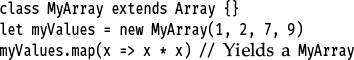 class MyArray extends Array {}
let myValues = new MyArray(1, 2, 7, 9)
myValues.map(x => x * x) // Yields a MyArray